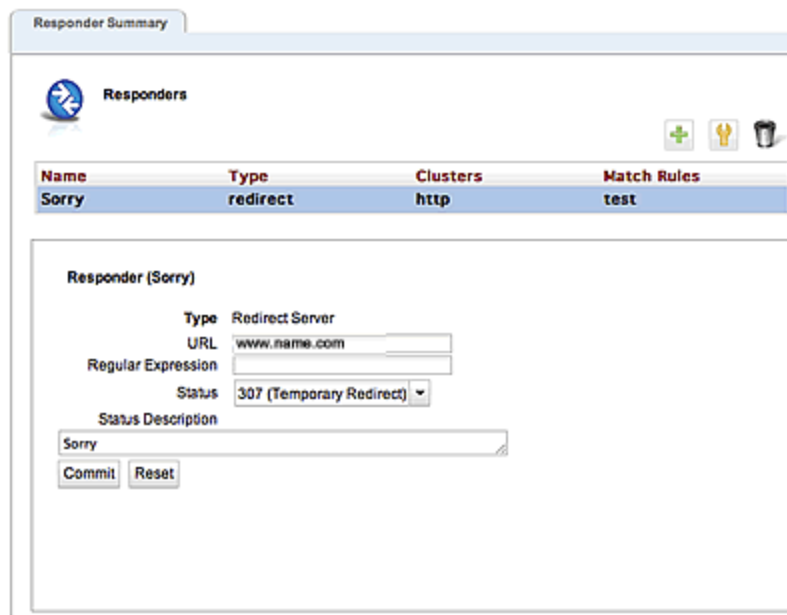 Responder Summary
Responders
Name Type Clusters Match Rules
Sorry redirect http test
Responder (Sorry)
Type Redirect Server
URL www.name.com
Regular Expression
Status 307 (Temporary Redirect)
Status Description
Sorry
Commit Reset